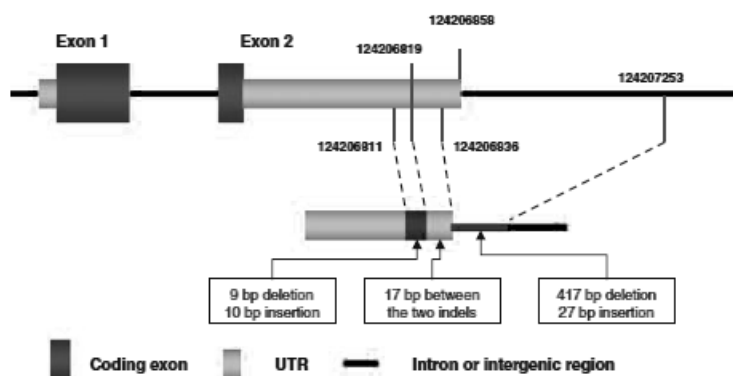 124206858
Exon 1
Exon 2
124206819
124207253
124206811
124206836
9 bp deletion
10 bp insertion
17 bp between
the two indels
417 bp deletion
27 bp insertion
Coding exon
UTR
Intron or intergenic region